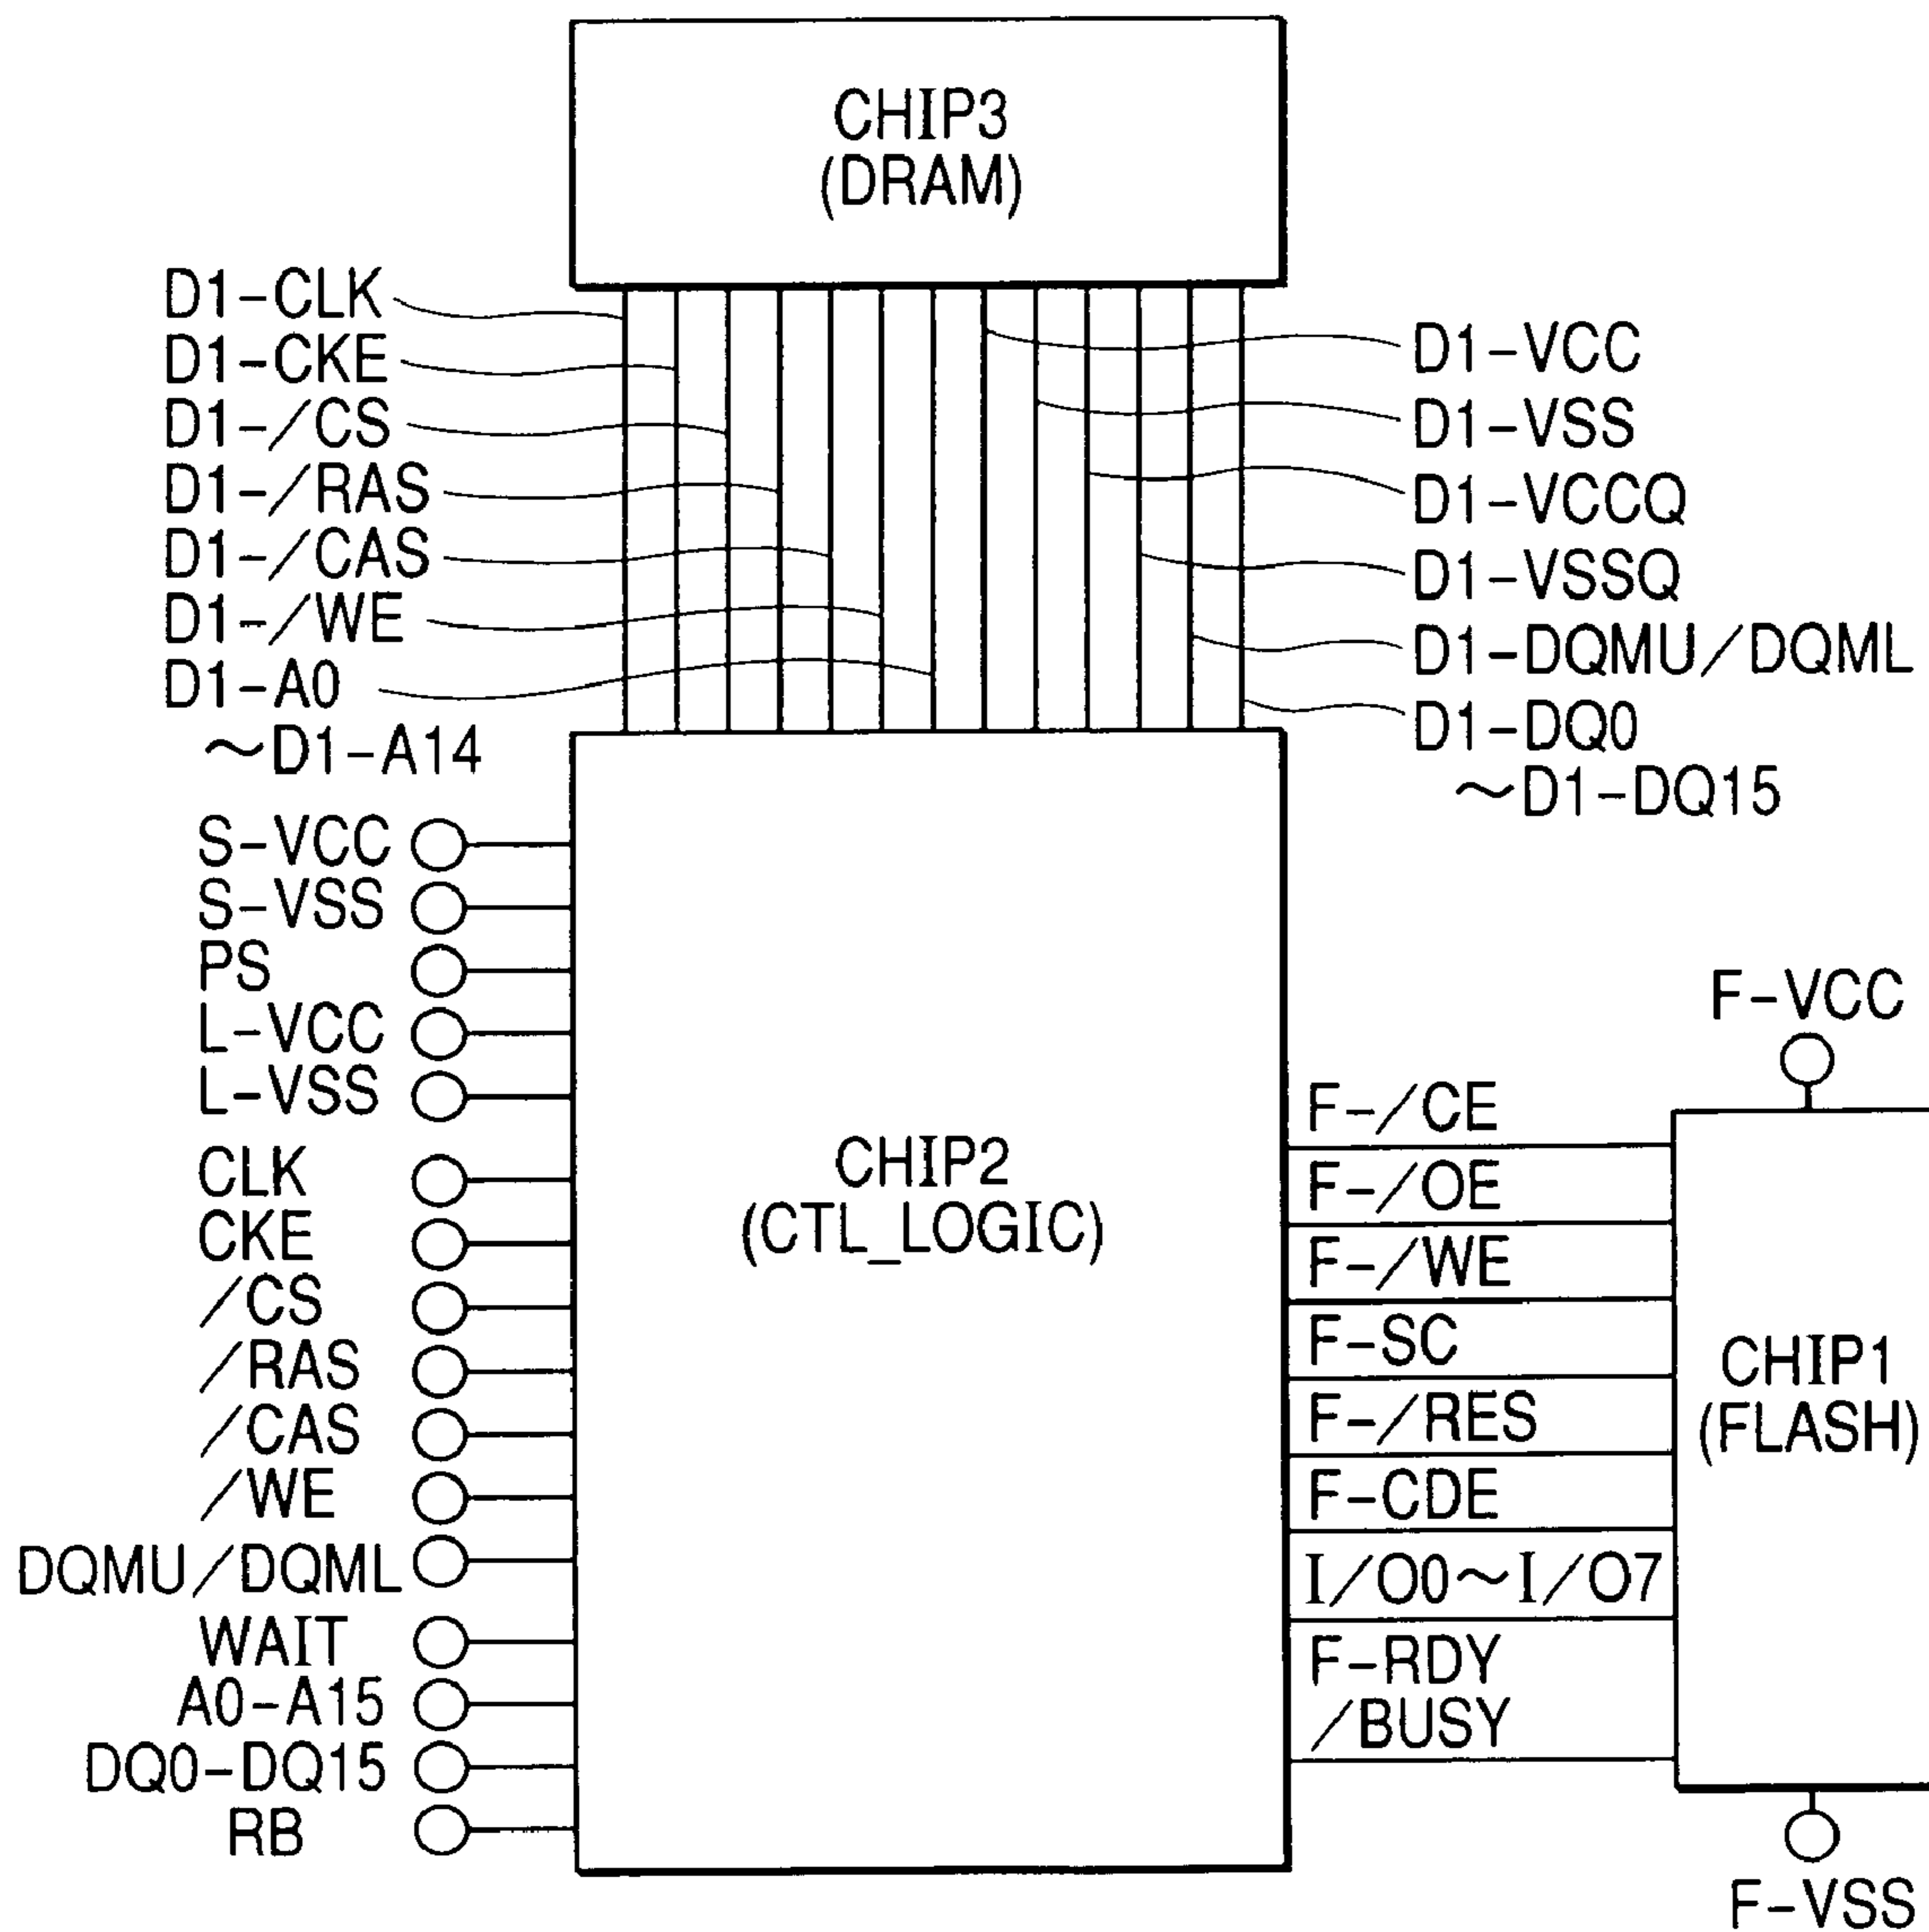 CHIP3
(DRAM)
D1-CLK
D1-CKE
D1-/CS
D1-/RAS
D1-/CAS
D1-/WE
D1-A0
~D1-A14
D1-VCC
D1-VSS
D1-VCCQ
D1-VSSQ
D1-DQMU/DQML
D1-DQ0
~D1-DQ15
S-VCC
S-VSS
PS
L-VCC
L-VSS
CLK
CKE
/CS
/RAS
/CAS
/WE
DQMU/DQML
WAIT
A0-A15
DQ0-DQ15
RB
CHIP2
(CTL_LOGIC)
F-/CE
F-/OE
F-/WE
F-SC
F-/RES
F-CDE
I/O0~I/O7
F-RDY
/BUSY
F-VCC
CHIP1
(FLASH)
F-VSS